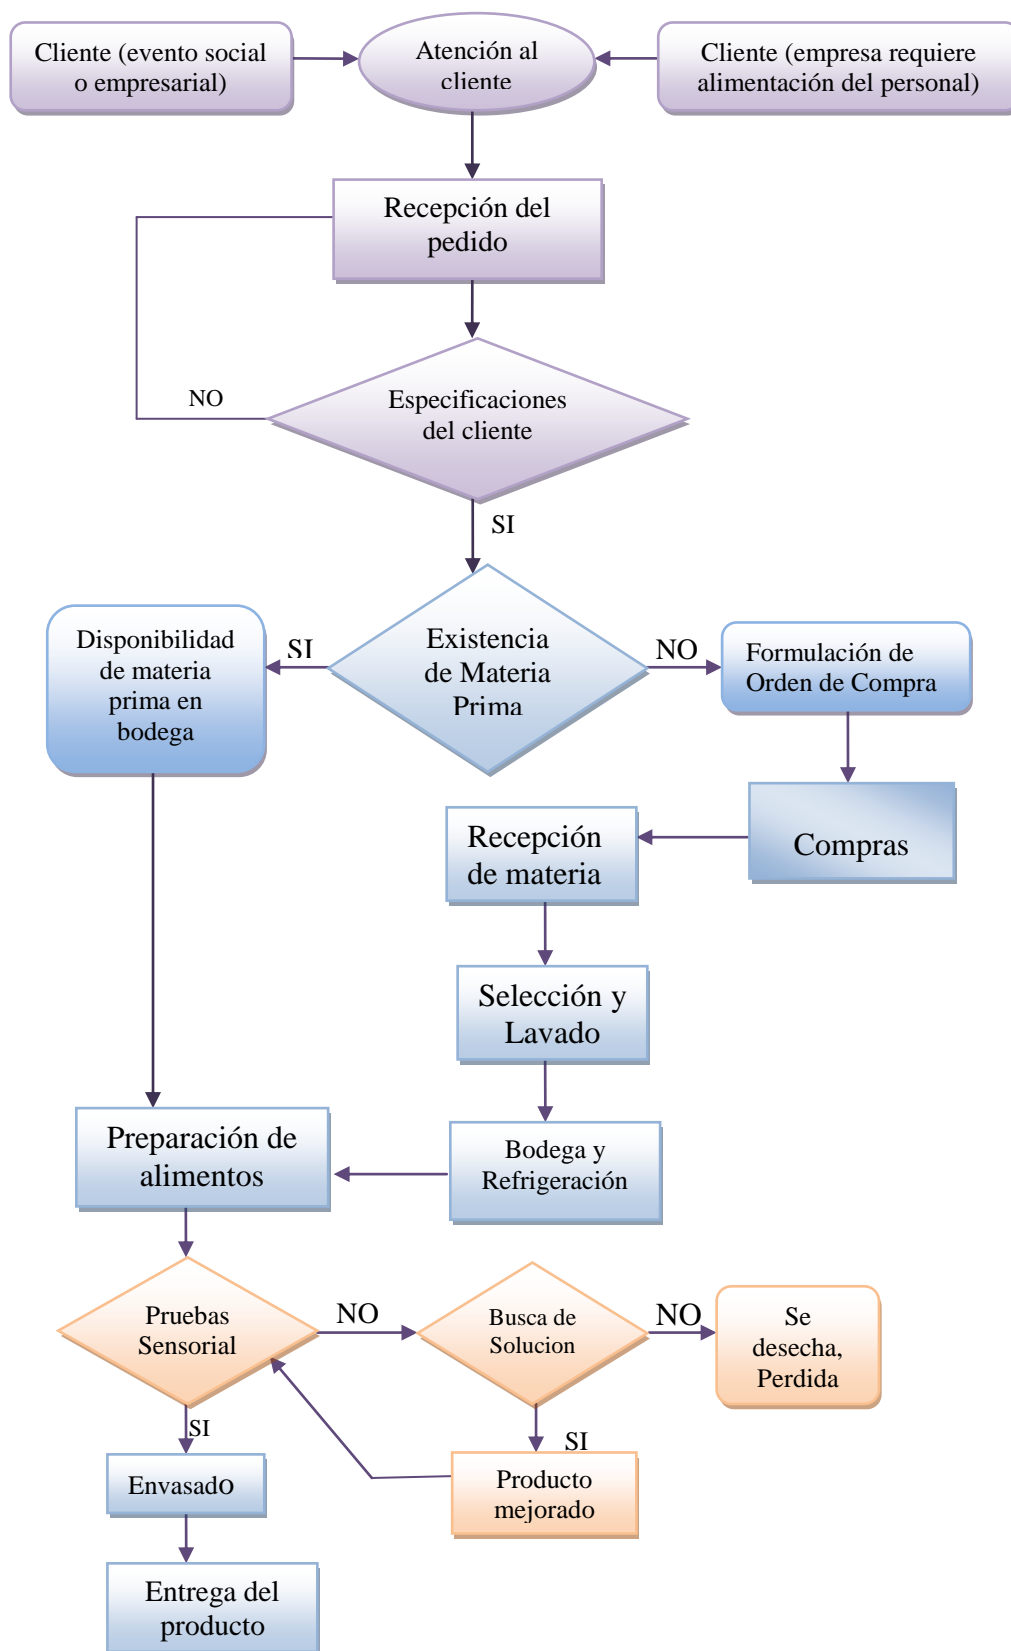 Cliente (evento social
o empresarial)
Atención al
cliente
Cliente (empresa requiere
alimentación del personal)
Recepción del
pedido
NO
Especificaciones
del cliente
SI
Disponibilidad
de materia
prima en
bodega
SI
Existencia
de Materia
Prima
NO
Formulación de
Orden de Compra
Recepción
de materia
Compras
Selección y
Lavado
Preparación de
alimentos
Bodega y
Refrigeración
Pruebas
Sensorial
NO
Busca de
Solucion
NO
Se
desecha,
Perdida
SI
SI
Envasado
Producto
mejorado
Entrega del
producto